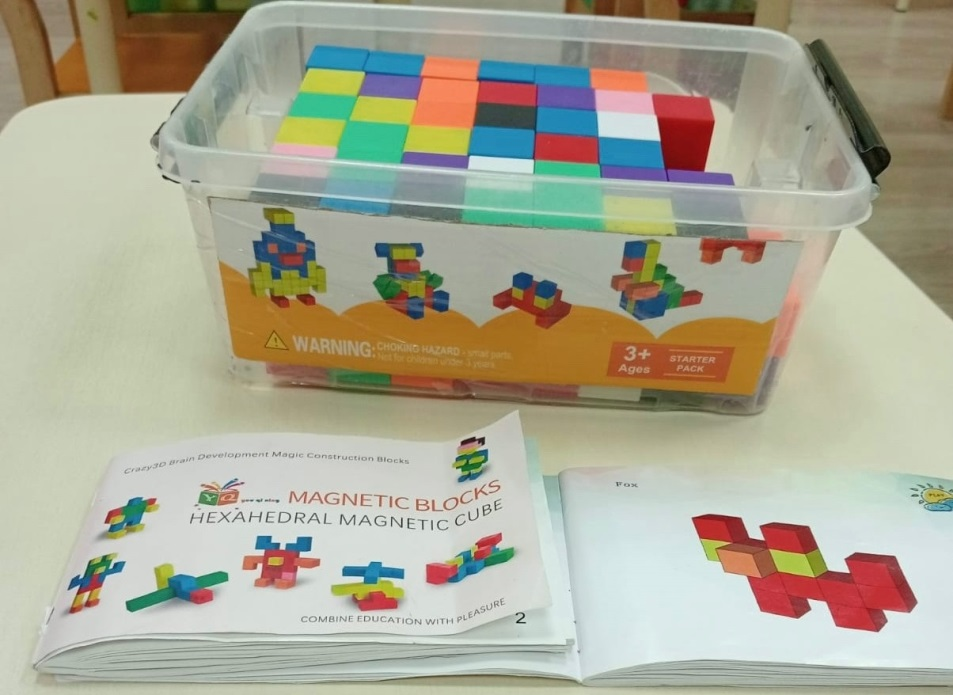 WARNING: CHOKING HAZARD - small parts.
Not for children under 3 years.
3+
Ages
STARTER
PACK
Crazy3D Brain Development Magic Construction Blocks
YQ MAGNETIC BLOCKS
HEXAHEDRAL MAGNETIC CUBE
COMBINE EDUCATION WITH PLEASURE
2
Fox